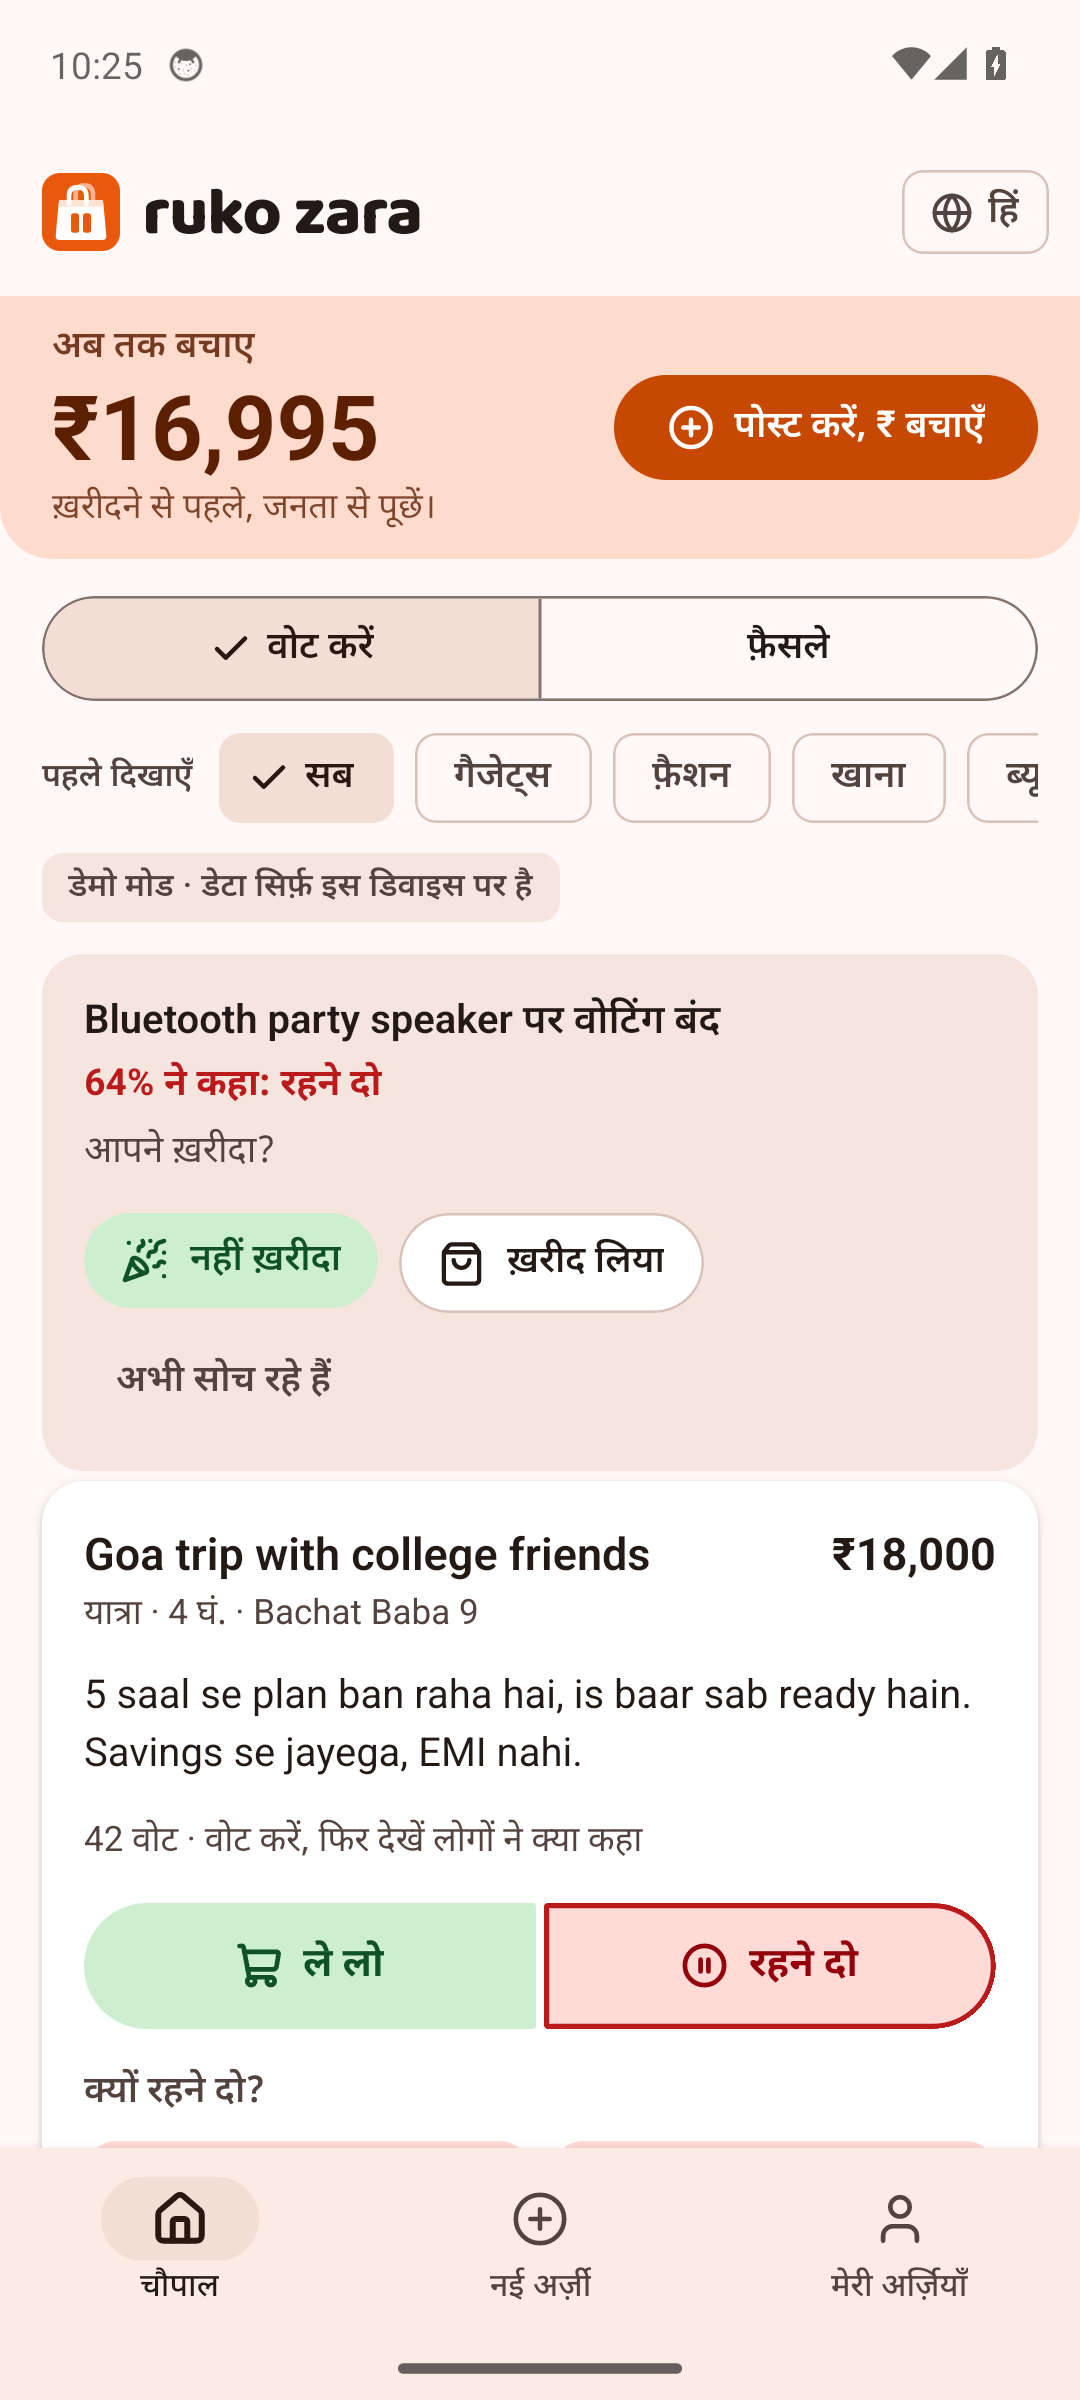 10:25
ruko zara
हिं
अब तक बचाए
₹16,995
ख़रीदने से पहले, जनता से पूछें।
पोस्ट करें, ₹ बचाएँ
वोट करें
फ़ैसले
पहले दिखाएँ
सब
गैजेट्स
फ़ैशन
खाना
डेमो मोड · डेटा सिर्फ़ इस डिवाइस पर है
Bluetooth party speaker पर वोटिंग बंद
64% ने कहा: रहने दो
आपने ख़रीदा?
नहीं ख़रीदा
ख़रीद लिया
अभी सोच रहे हैं
Goa trip with college friends
₹18,000
यात्रा · 4 घं. · Bachat Baba 9
5 saal se plan ban raha hai, is baar sab ready hain.
Savings se jayega, EMI nahi.
42 वोट · वोट करें, फिर देखें लोगों ने क्या कहा
ले लो
रहने दो
क्यों रहने दो?
चौपाल
नई अर्ज़ी
मेरी अर्ज़ियाँ